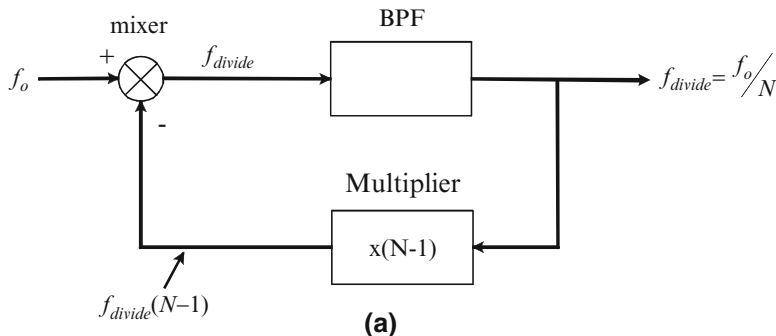 BPF
mixer
+
f_divide
f_o
f_divide = f_o/N
-
Multiplier
x(N-1)
f_divide(N–1)
(a)